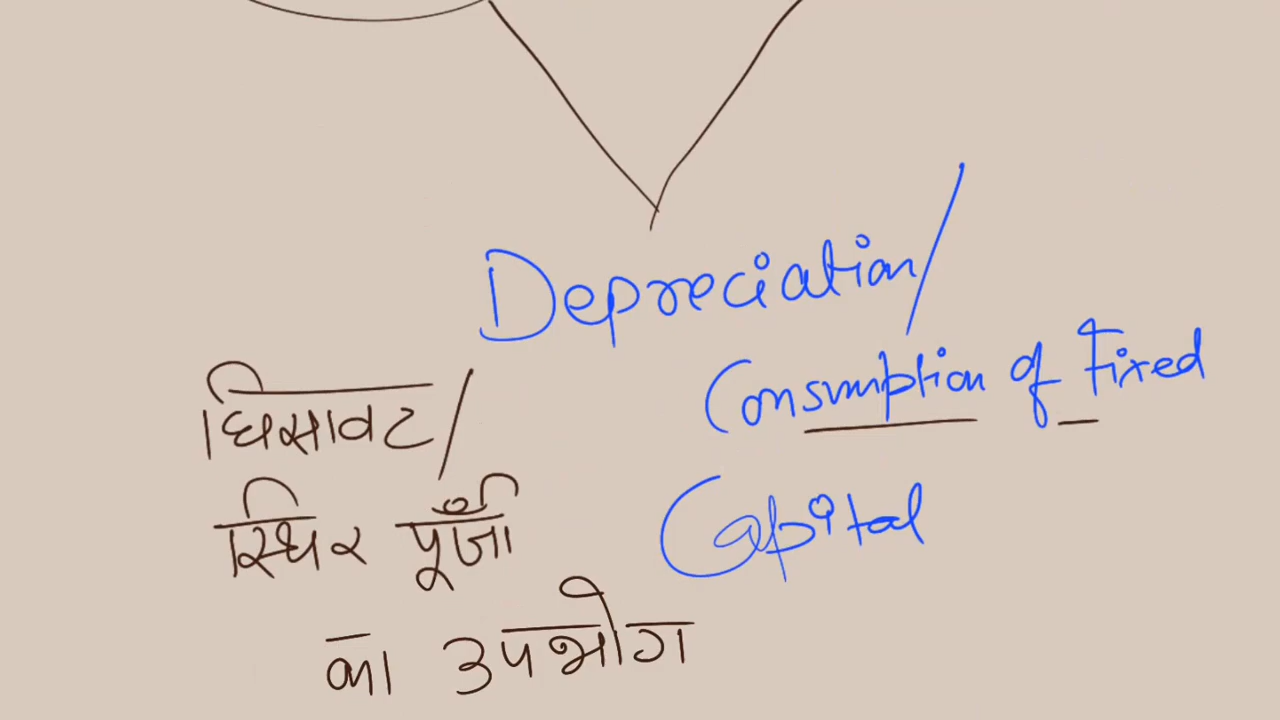 Depreciation/
Consumption of Fixed
Capital
घिसावट/
स्थिर पूँजी
का उपभोग